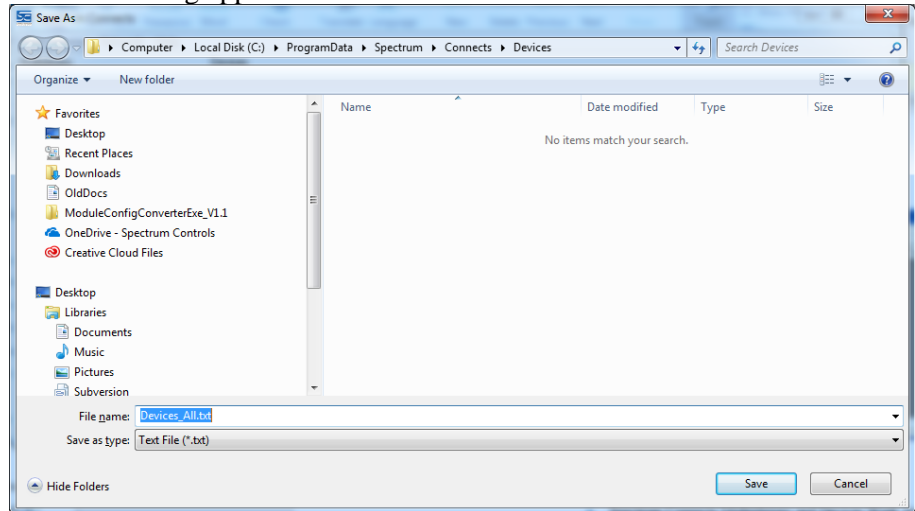 Save As
Computer ▸ Local Disk (C:) ▸ ProgramData ▸ Spectrum ▸ Connects ▸ Devices
Search Devices
Organize
New folder
Name Date modified Type Size
No items match your search.
Favorites
Desktop
Recent Places
Downloads
OldDocs
ModuleConfigConverterExe_V1.1
OneDrive - Spectrum Controls
Creative Cloud Files
Desktop
Libraries
Documents
Music
Pictures
Subversion
File name: Devices_All.txt
Save as type: Text File (*.txt)
Hide Folders
Save Cancel